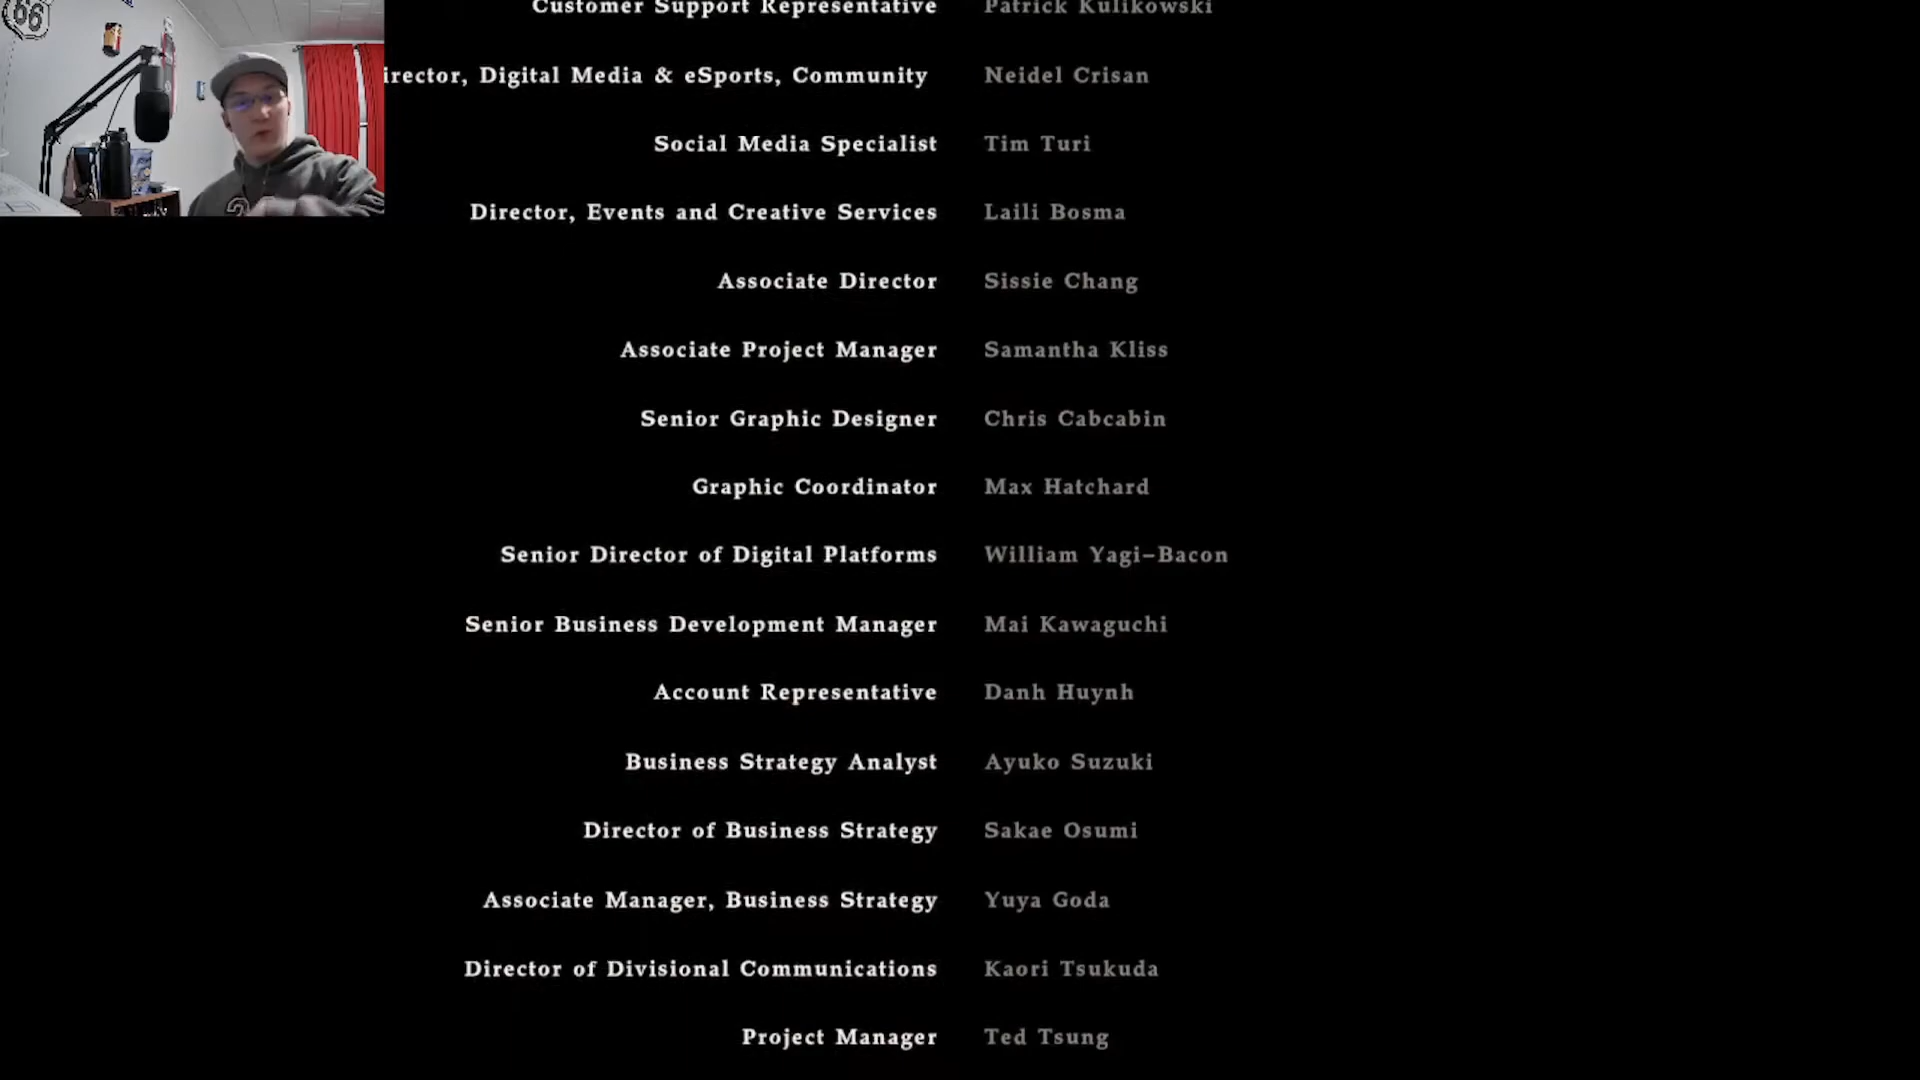 66
Customer Support Representative Patrick Kulikowski
irector, Digital Media & eSports, Community Neidel Crisan
Social Media Specialist Tim Turi
Director, Events and Creative Services Laili Bosma
Associate Director Sissie Chang
Associate Project Manager Samantha Kliss
Senior Graphic Designer Chris Cabcabin
Graphic Coordinator Max Hatchard
Senior Director of Digital Platforms William Yagi-Bacon
Senior Business Development Manager Mai Kawaguchi
Account Representative Danh Huynh
Business Strategy Analyst Ayuko Suzuki
Director of Business Strategy Sakae Osumi
Associate Manager, Business Strategy Yuya Goda
Director of Divisional Communications Kaori Tsukuda
Project Manager Ted Tsung